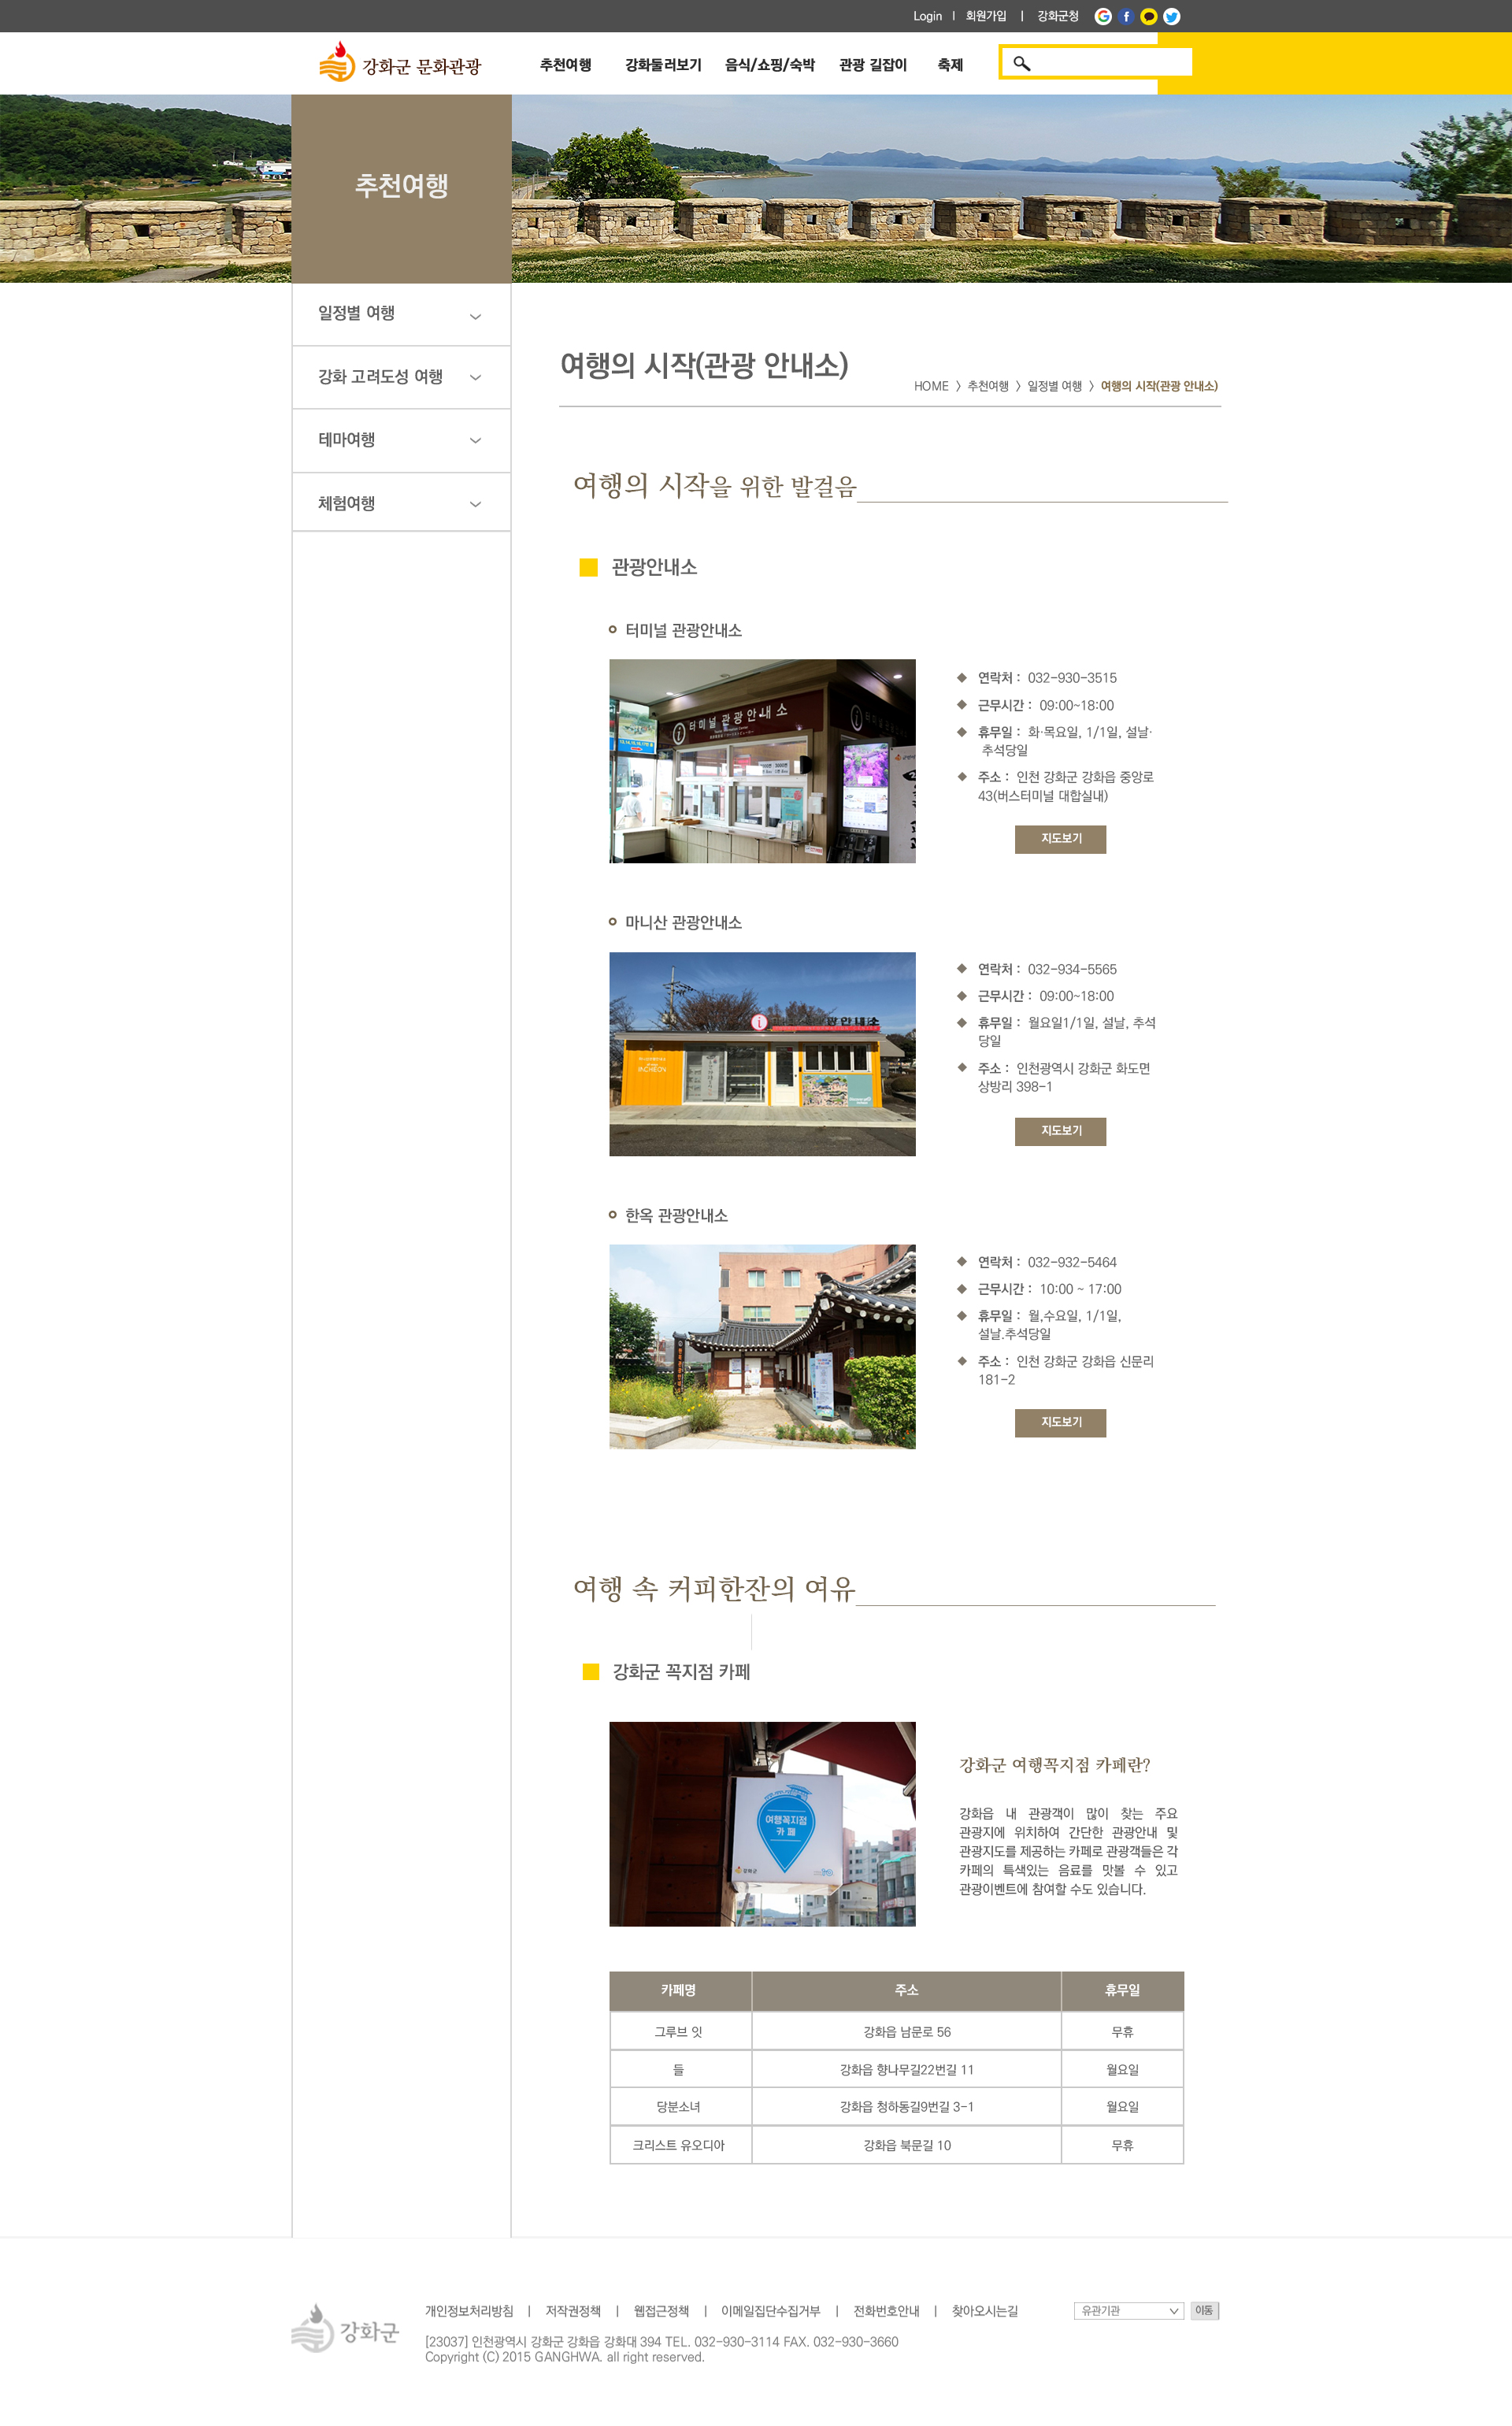 Login | 회원가입 | 강화군청
강화군 문화관광
추천여행 강화둘러보기 음식/쇼핑/숙박 관광 길잡이 축제
추천여행
일정별 여행
강화 고려도성 여행
테마여행
체험여행
여행의 시작(관광 안내소)
HOME > 추천여행 > 일정별 여행 > 여행의 시작(관광 안내소)
여행의 시작을 위한 발걸음
관광안내소
터미널 관광안내소
터미널 관광안내소
연락처 : 032-930-3515
근무시간 : 09:00~18:00
휴무일 : 화·목요일, 1/1일, 설날·
추석당일
주소 : 인천 강화군 강화읍 중앙로
43(버스터미널 대합실내)
지도보기
마니산 관광안내소
INCHEON
연락처 : 032-934-5565
근무시간 : 09:00~18:00
휴무일 : 월요일1/1일, 설날, 추석
당일
주소 : 인천광역시 강화군 화도면
상방리 398-1
지도보기
한옥 관광안내소
연락처 : 032-932-5464
근무시간 : 10:00 ~ 17:00
휴무일 : 월,수요일, 1/1일,
설날.추석당일
주소 : 인천 강화군 강화읍 신문리
181-2
지도보기
여행 속 커피한잔의 여유
강화군 꼭지점 카페
여행꼭지점
카페
강화군
강화군 여행꼭지점 카페란?
강화읍 내 관광객이 많이 찾는 주요
관광지에 위치하여 간단한 관광안내 및
관광지도를 제공하는 카페로 관광객들은 각
카페의 특색있는 음료를 맛볼 수 있고
관광이벤트에 참여할 수도 있습니다.
카페명 주소 휴무일
그루브 잇 강화읍 남문로 56 무휴
들 강화읍 향나무길22번길 11 월요일
당분소녀 강화읍 청하동길9번길 3-1 월요일
크리스트 유오디아 강화읍 북문길 10 무휴
강화군
개인정보처리방침 | 저작권정책 | 웹접근정책 | 이메일집단수집거부 | 전화번호안내 | 찾아오시는길
유관기관 이동
[23037] 인천광역시 강화군 강화읍 강화대 394 TEL. 032-930-3114 FAX. 032-930-3660
Copyright (C) 2015 GANGHWA. all right reserved.